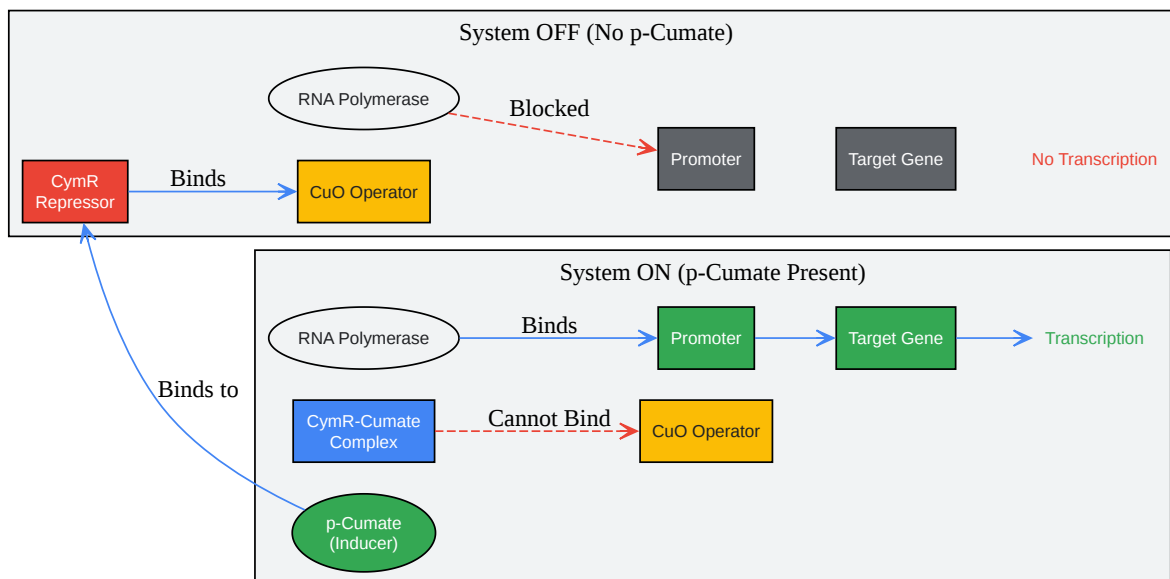 System OFF (No p-Cumate)
RNA Polymerase
Blocked
Promoter
Target Gene
No Transcription
CymR
Repressor
Binds
CuO Operator
System ON (p-Cumate Present)
RNA Polymerase
Binds
Promoter
Target Gene
Transcription
Binds to
CymR-Cumate
Complex
Cannot Bind
CuO Operator
p-Cumate
(Inducer)